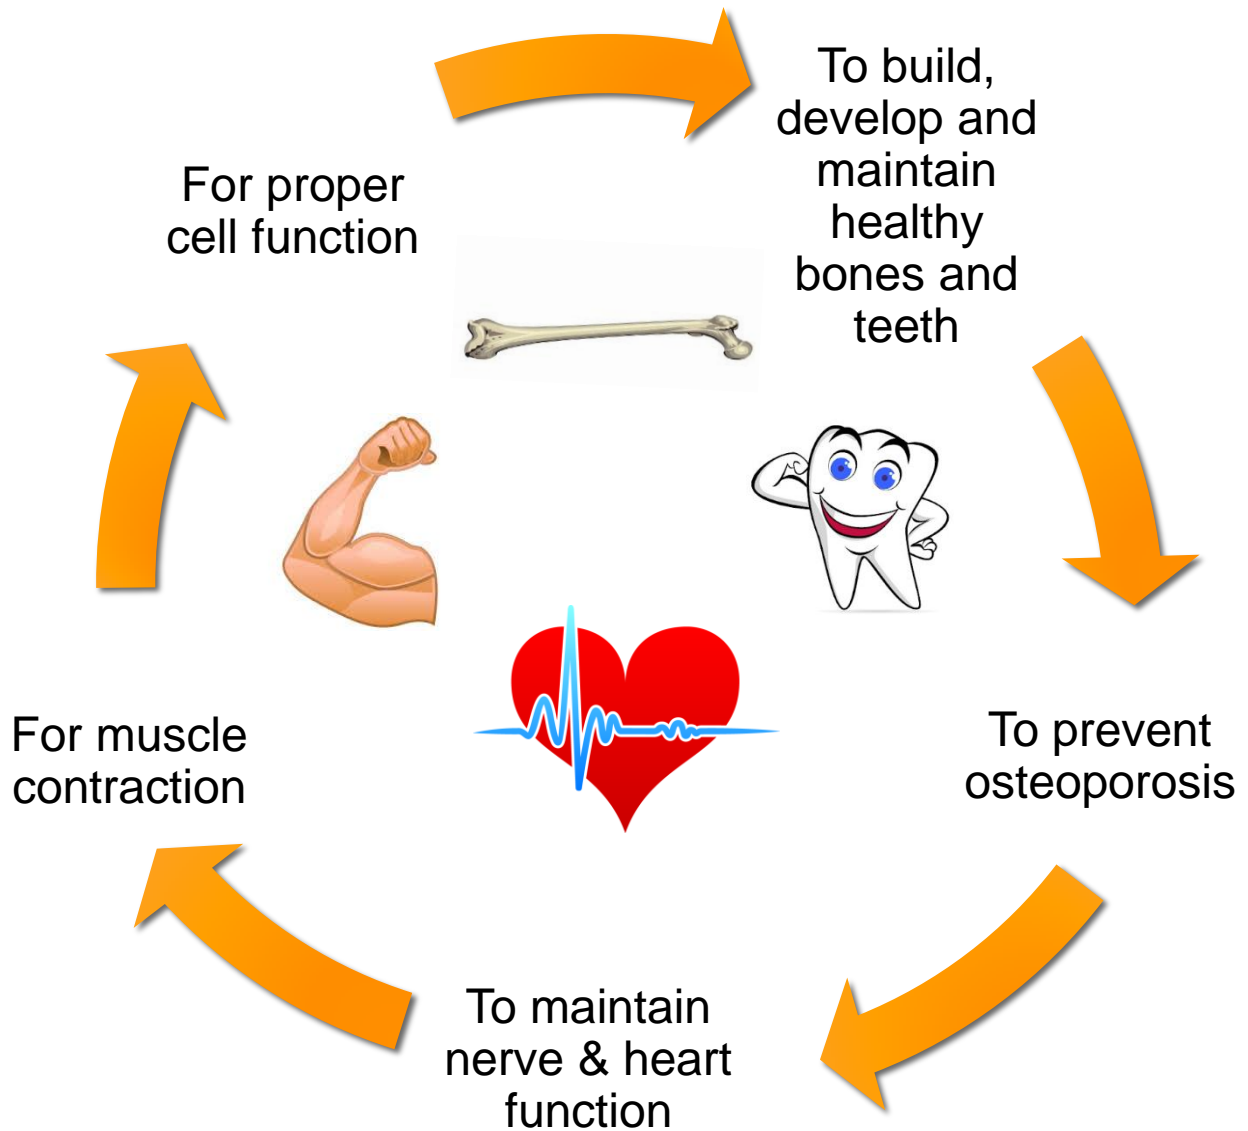 To build,
develop and
maintain
healthy
bones and
teeth
To prevent
osteoporosis
To maintain
nerve & heart
function
For muscle
contraction
For proper
cell function